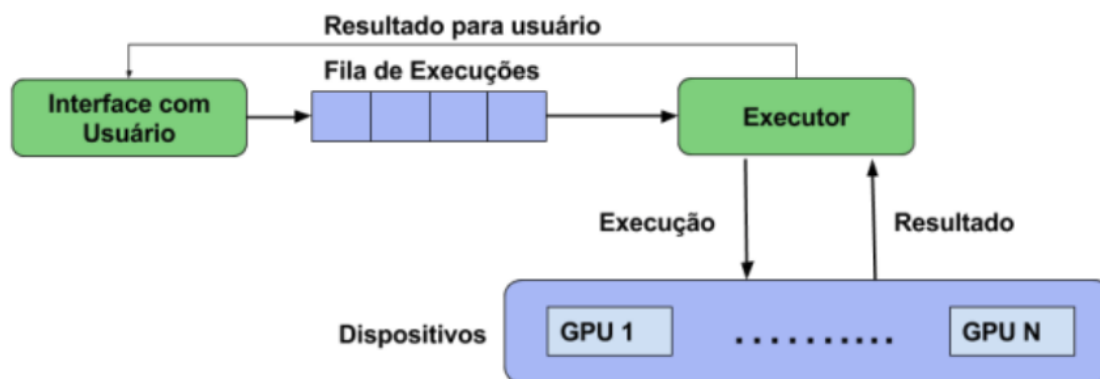 Resultado para usuário
Fila de Execuções
Interface com
Usuário
Executor
Execução
Resultado
Dispositivos
GPU 1
..........
GPU N